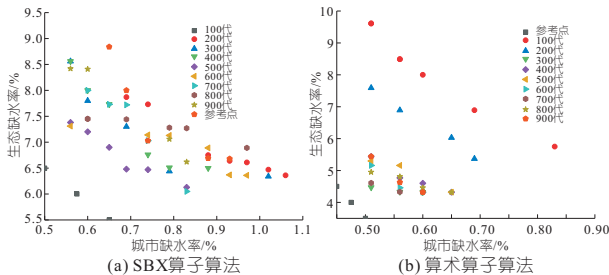 9.5
9.0
8.5
8.0
7.5
7.0
6.5
6.0
5.5
生态缺水率/%
100代
200代
300代
400代
500代
600代
700代
800代
900代
参考点
0.5 0.6 0.7 0.8 0.9 1.0 1.1
城市缺水率/%
(a) SBX算子算法
10
9
8
7
6
5
4
生态缺水率/%
参考点
100代
200代
300代
400代
500代
600代
700代
800代
900代
0.50 0.60 0.70 0.80 0.90
城市缺水率/%
(b) 算术算子算法